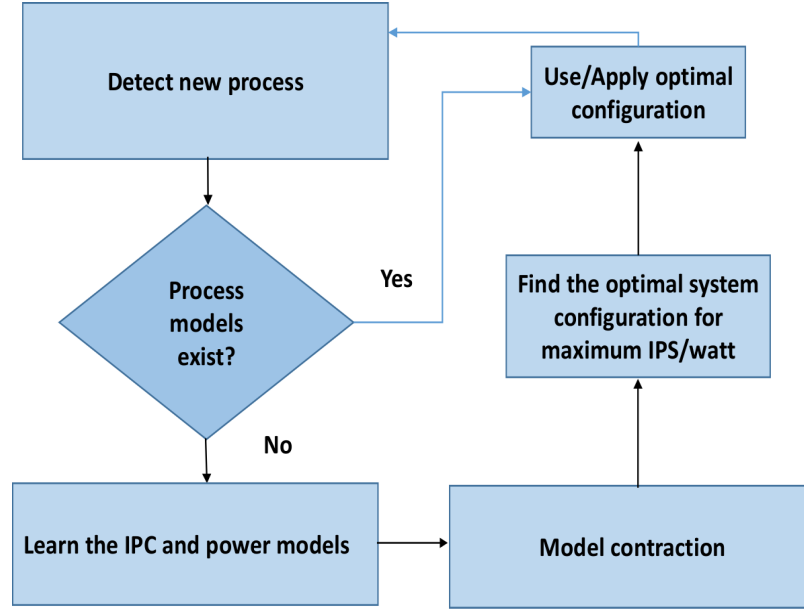 Detect new process
Use/Apply optimal
configuration
Process
models
exist?
Yes
Find the optimal system
configuration for
maximum IPS/watt
No
Learn the IPC and power models
Model contraction